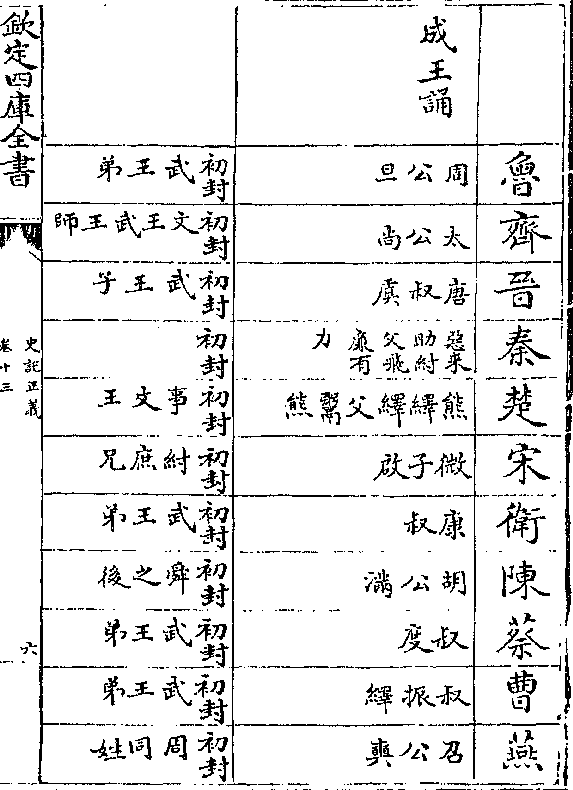 魯
齊
晉
秦
楚
宋
衛
陳
蔡
曹
燕
成王誦
周公旦
太公尚
唐叔虞
惡來
助紂
父飛
廉有
力
熊繹繹父鬻熊
微子啟
康叔
胡公滿
叔度
叔振繹
召公奭
初封武王弟
初封文王武王師
初封武王子
初封
初封事文王
初封紂庶兄
初封武王弟
初封舜之後
初封武王弟
初封武王弟
初封周同姓
欽定四庫全書
史記正義
卷十三
六